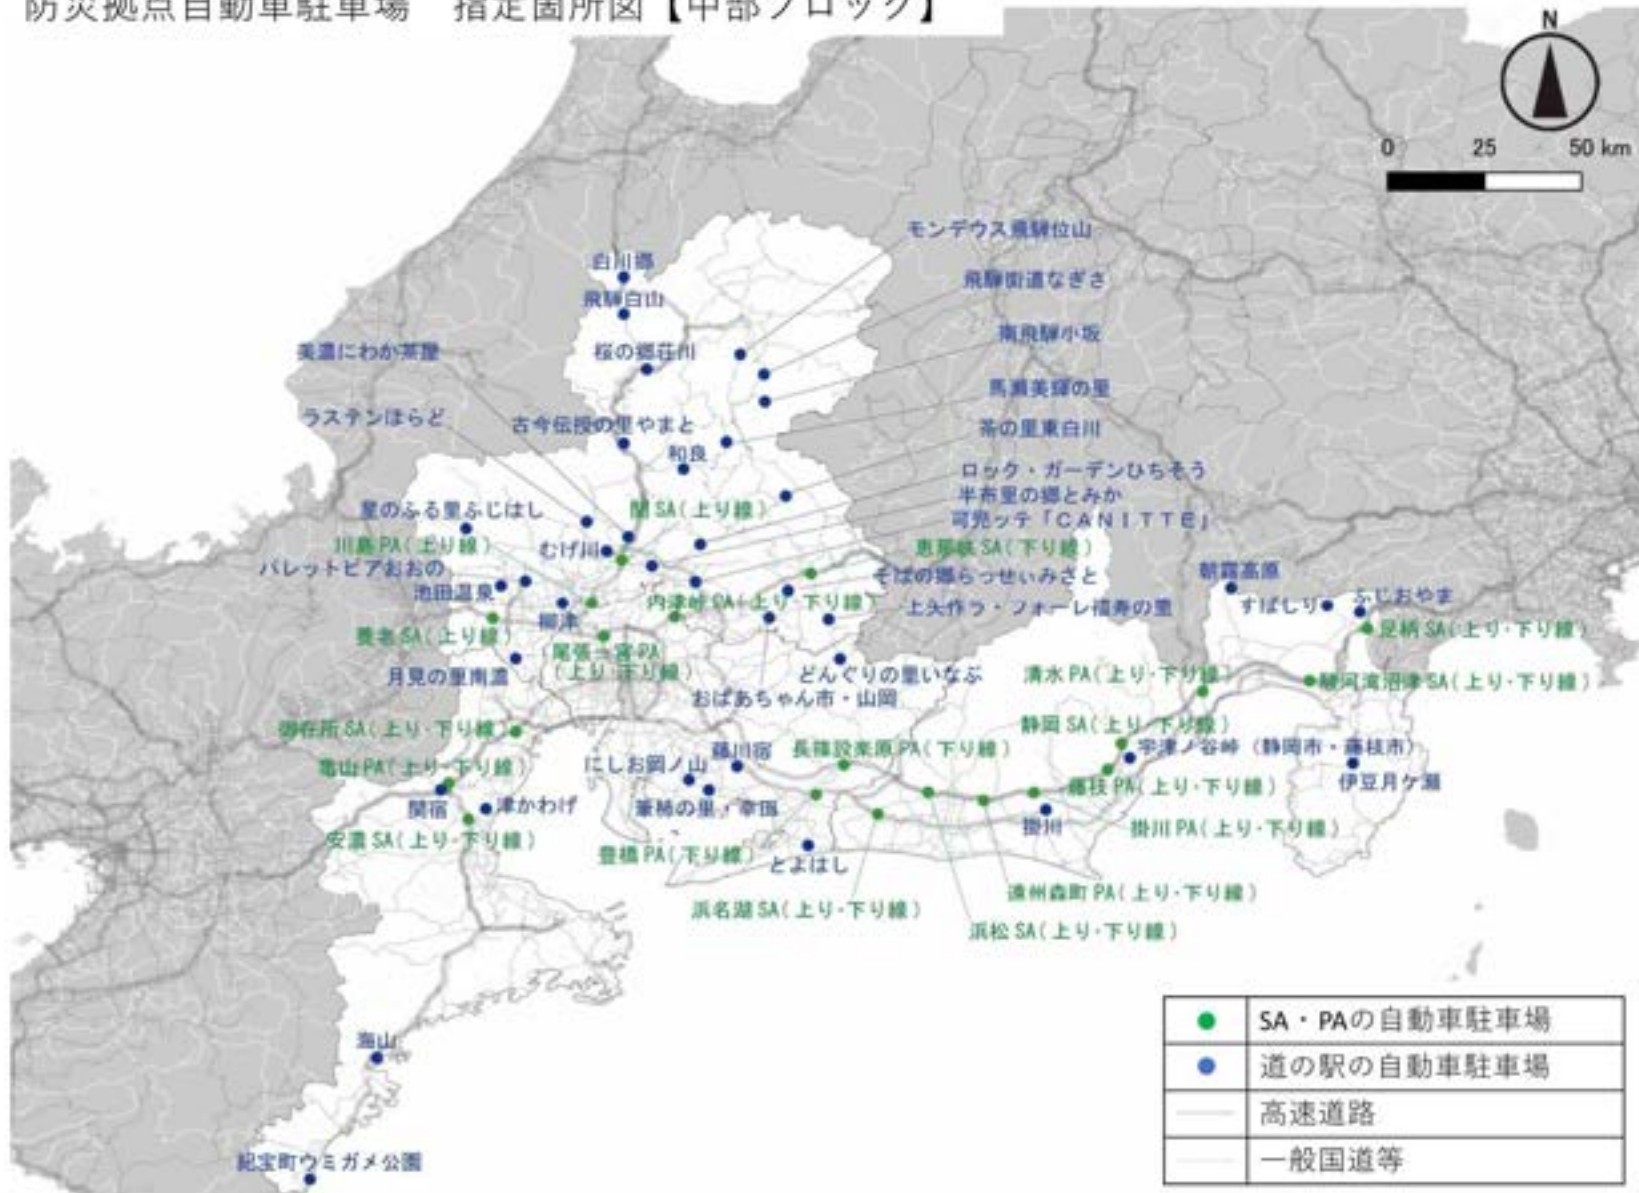 防災拠点自動車駐車場 指定箇所図【中部ブロック】
N
0 25 50 km
モンデウス飛騨位山
白川郷
飛騨街道なぎさ
飛騨白山
南飛騨小坂
美濃にわか茶屋
桜の郷荘川
馬瀬美輝の里
ラステンほらど
古今伝授の里やまと
茶の里東白川
和良
ロック・ガーデンひちそう
半布里の郷とみか
星のふる里ふじはし
関SA(上り線)
可児ッテ「CANITTE」
川島PA(上り線)
むげ川
恵那峡SA(下り線)
パレットピアおおの
そばの郷らっせぃみさと
朝霧高原
池田温泉
内津峠PA(上り・下り線)
上矢作ラ・フォーレ福寿の里
すばしり
ふじおやま
柳津
足柄SA(上り・下り線)
養老SA(上り線)
尾張一宮PA
(上り・下り線)
月見の里南濃
どんぐりの里いなぶ
清水PA(上り・下り線)
駿河湾沼津SA(上り・下り線)
おばあちゃん市・山岡
御在所SA(上り・下り線)
静岡SA(上り・下り線)
藤川宿
長篠設楽原PA(下り線)
宇津ノ谷峠(静岡市・藤枝市)
亀山PA(上り・下り線)
にしお岡ノ山
伊豆月ケ瀬
藤枝PA(上り・下り線)
関宿
津かわげ
筆柿の里・幸田
掛川
掛川PA(上り・下り線)
安濃SA(上り・下り線)
豊橋PA(下り線)
とよはし
遠州森町PA(上り・下り線)
浜名湖SA(上り・下り線)
浜松SA(上り・下り線)
海山
紀宝町ウミガメ公園
SA・PAの自動車駐車場
道の駅の自動車駐車場
高速道路
一般国道等